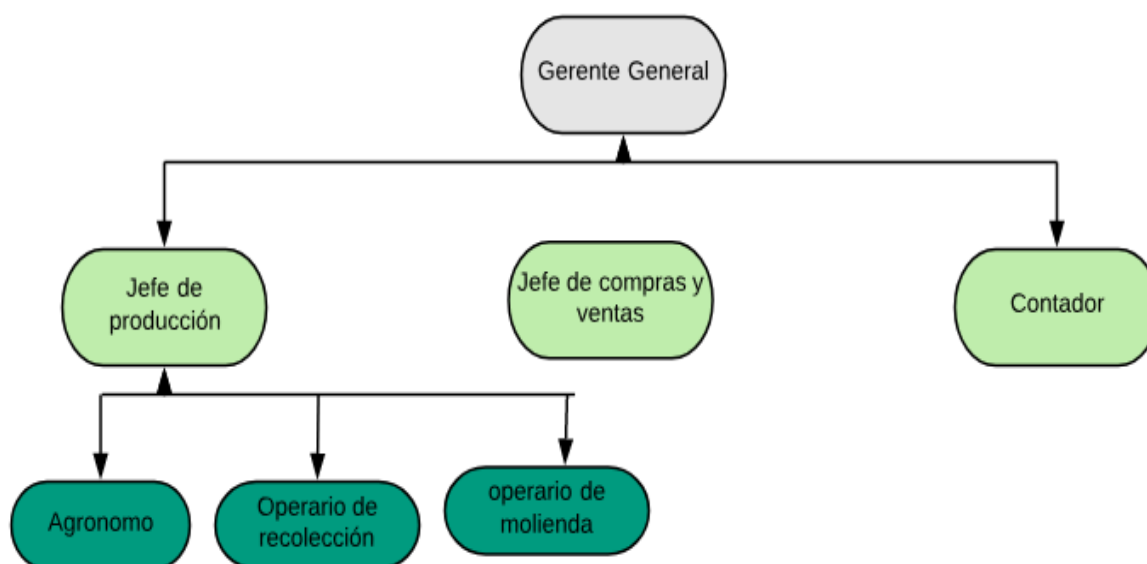 Gerente General
Jefe de
producción
Jefe de compras y
ventas
Contador
Agronomo
Operario de
recolección
operario de
molienda